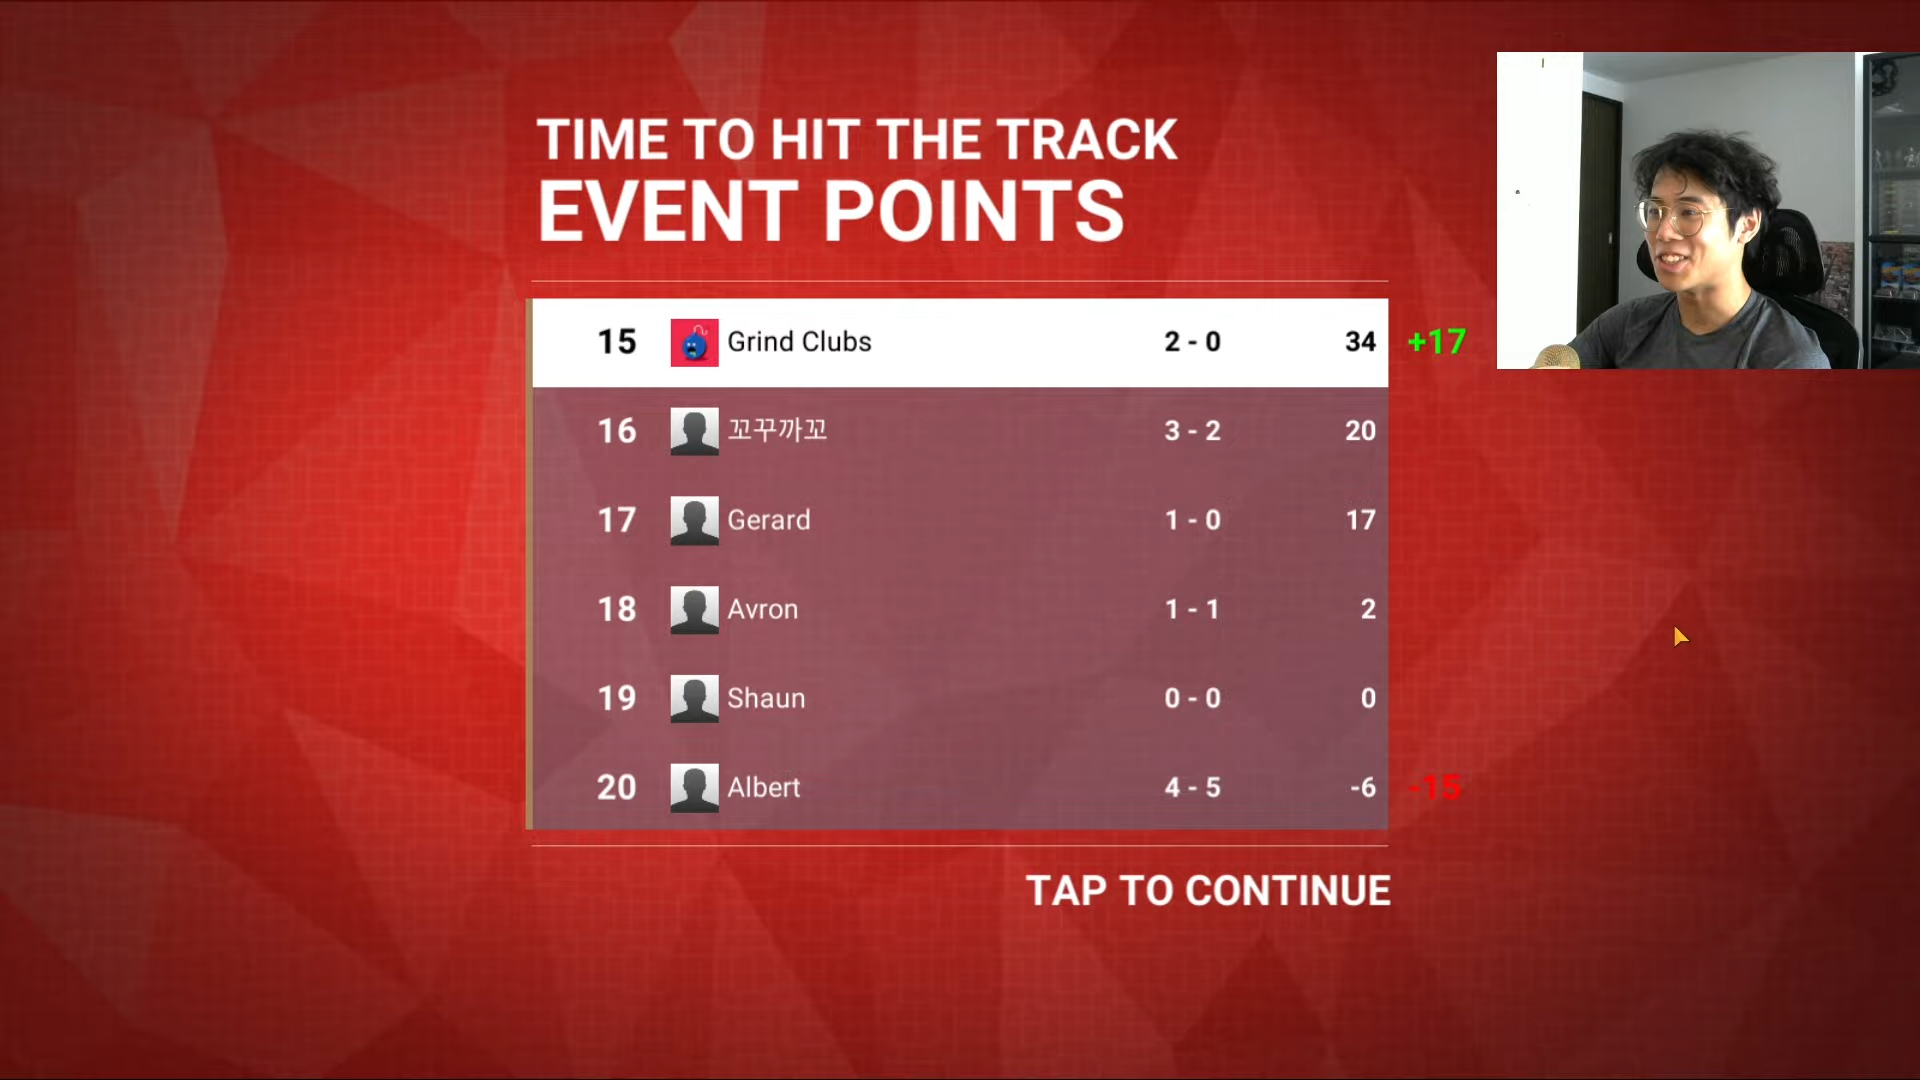 TIME TO HIT THE TRACK
EVENT POINTS
15 Grind Clubs 2 - 0 34 +17
16 꼬꾸까꼬 3 - 2 20
17 Gerard 1 - 0 17
18 Avron 1 - 1 2
19 Shaun 0 - 0 0
20 Albert 4 - 5 -6 -15
TAP TO CONTINUE